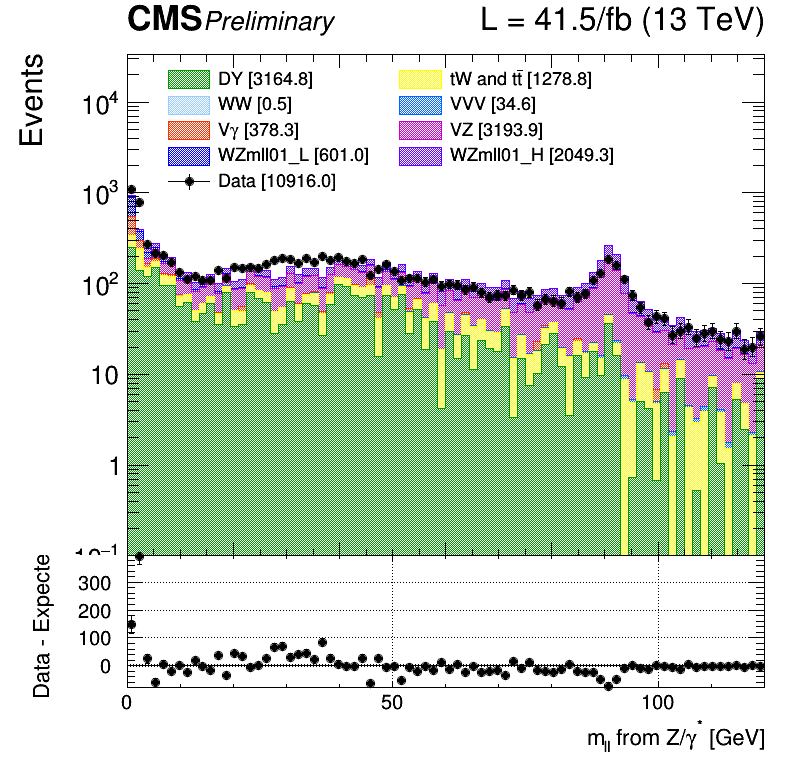 CMS Preliminary L = 41.5/fb (13 TeV)
Events
DY [3164.8] tW and tt̄ [1278.8]
WW [0.5] VVV [34.6]
Vγ [378.3] VZ [3193.9]
WZmll01_L [601.0] WZmll01_H [2049.3]
Data [10916.0]
10⁴
10³
10²
10
1
10⁻¹
Data - Expecte
300
200
100
0
0 50 100
m_ll from Z/γ* [GeV]